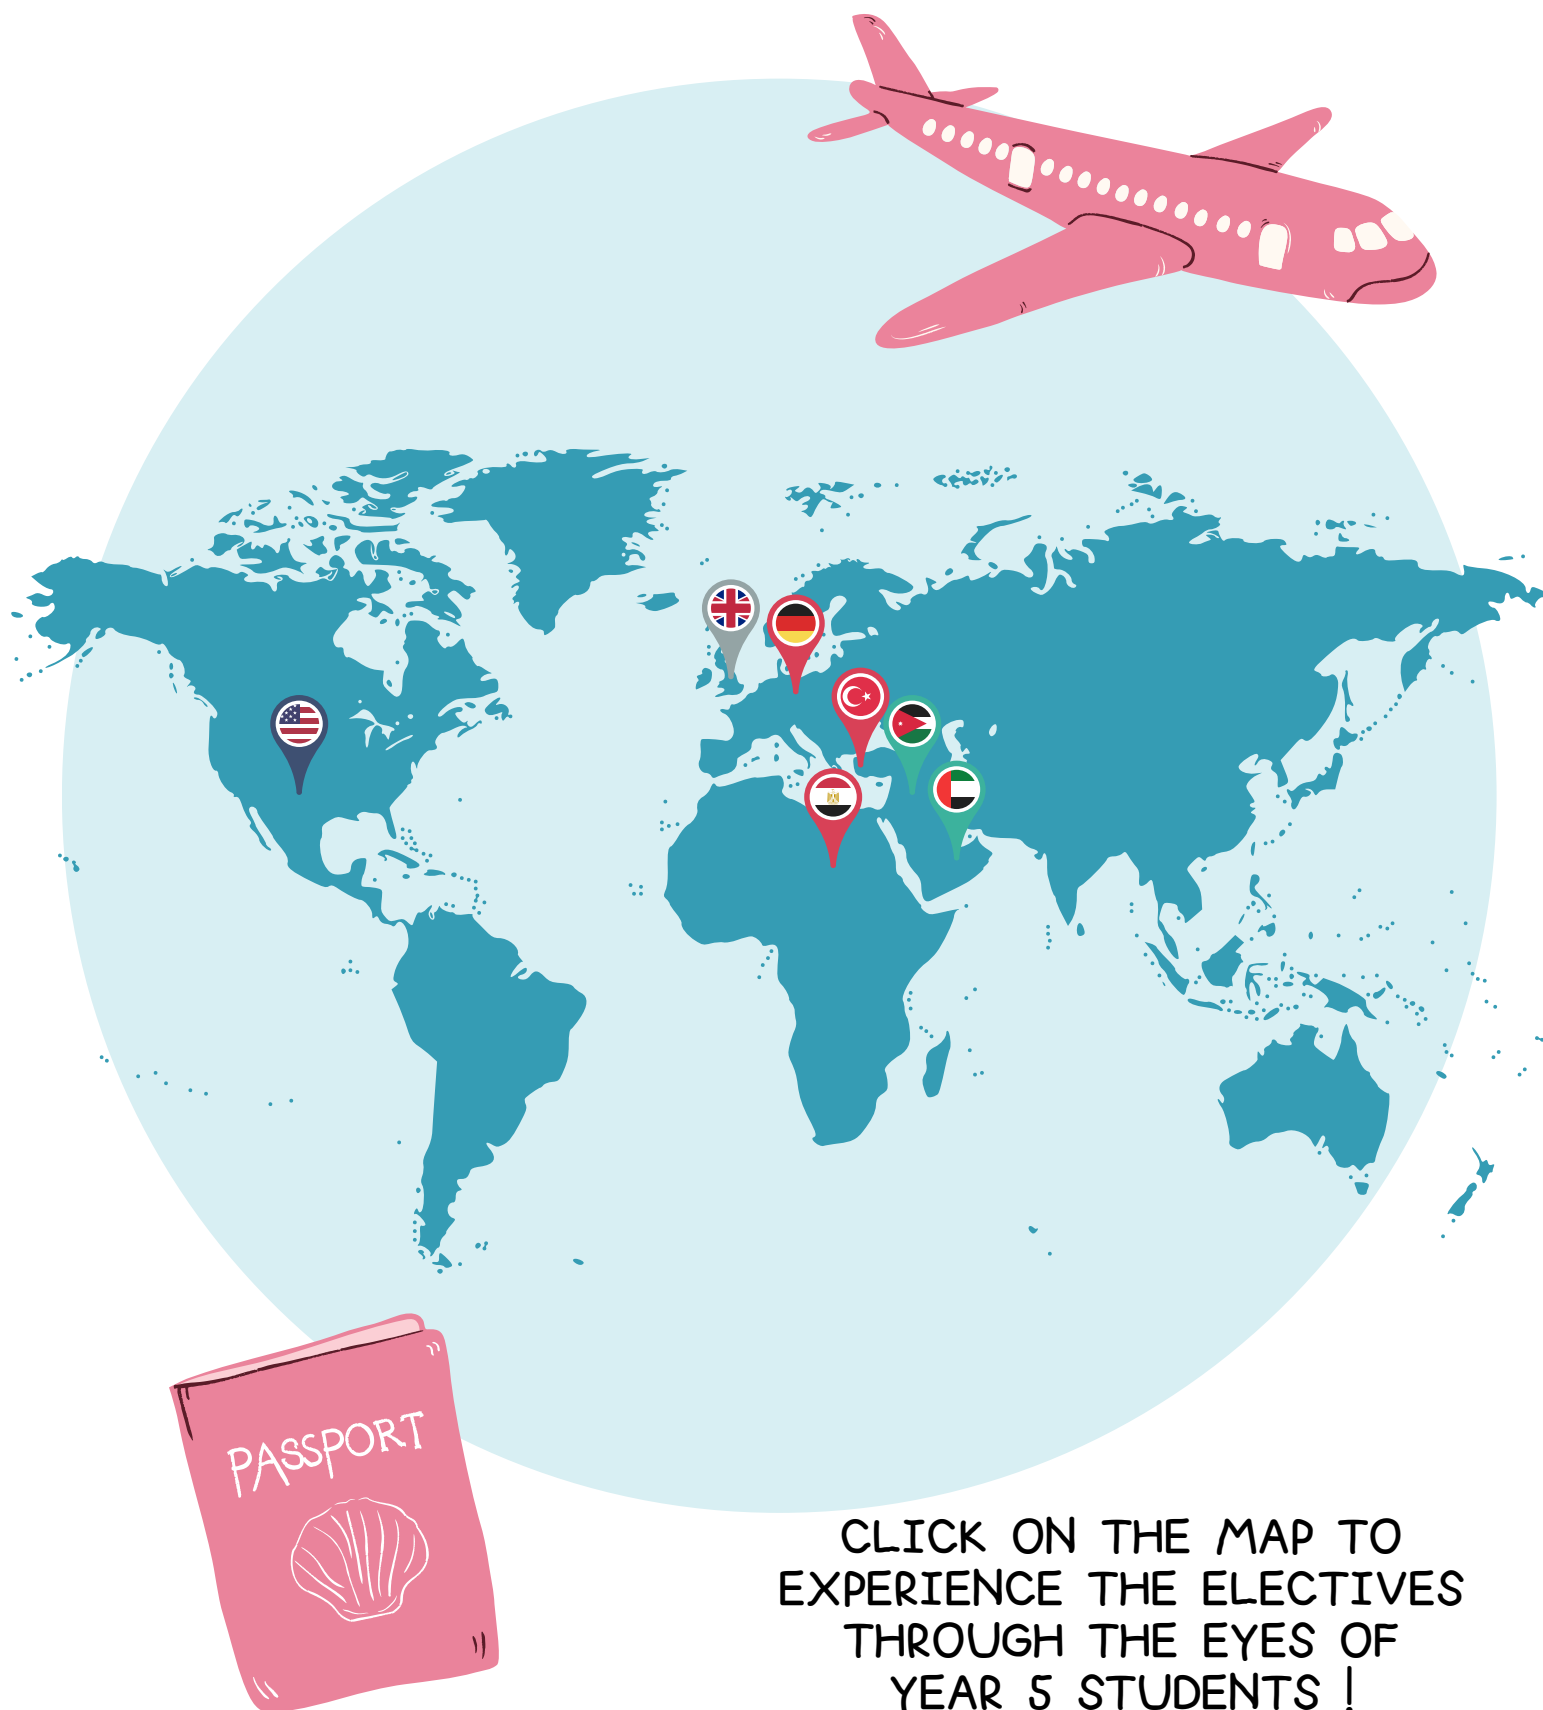 PASSPORT
CLICK ON THE MAP TO
EXPERIENCE THE ELECTIVES
THROUGH THE EYES OF
YEAR 5 STUDENTS !